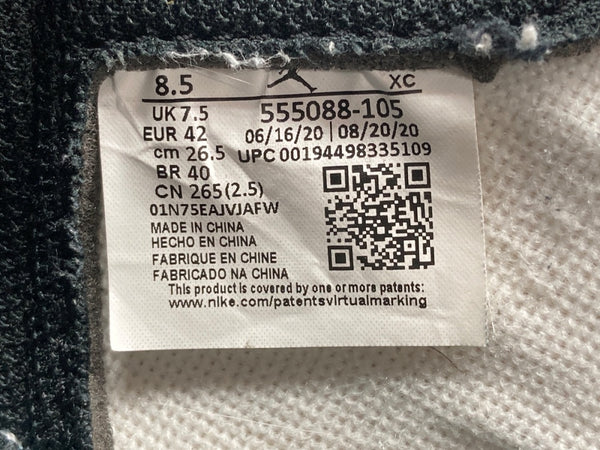 8.5 XC
UK 7.5 555088-105
EUR 42 06/16/20 | 08/20/20
cm 26.5 UPC 00194498335109
BR 40
CN 265(2.5)
01N75EAJVJAFW
MADE IN CHINA
HECHO EN CHINA
FABRIQUE EN CHINE
FABRICADO NA CHINA
This product is covered by one or more patents:
www.nike.com/patentsvirtualmarking